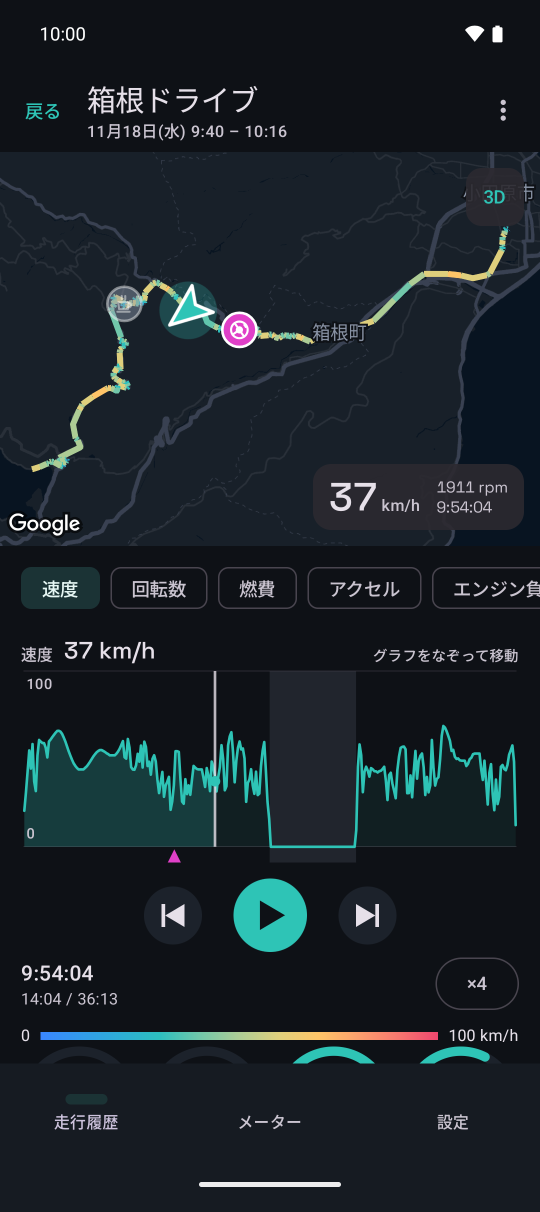 10:00
戻る
箱根ドライブ
11月18日(水) 9:40 – 10:16
3D
箱根町
37 km/h
1911 rpm
9:54:04
Google
速度
回転数
燃費
アクセル
エンジン負
速度 37 km/h
グラフをなぞって移動
100
0
9:54:04
14:04 / 36:13
×4
0
100 km/h
走行履歴
メーター
設定